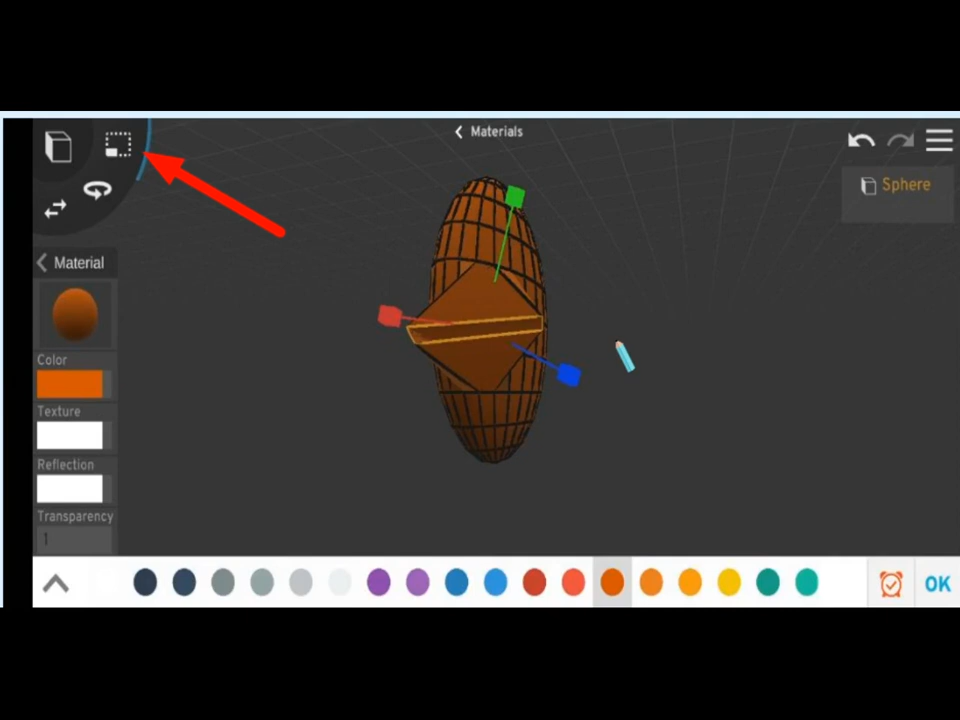 Materials
Sphere
Material
Color
Texture
Reflection
Transparency
1
OK